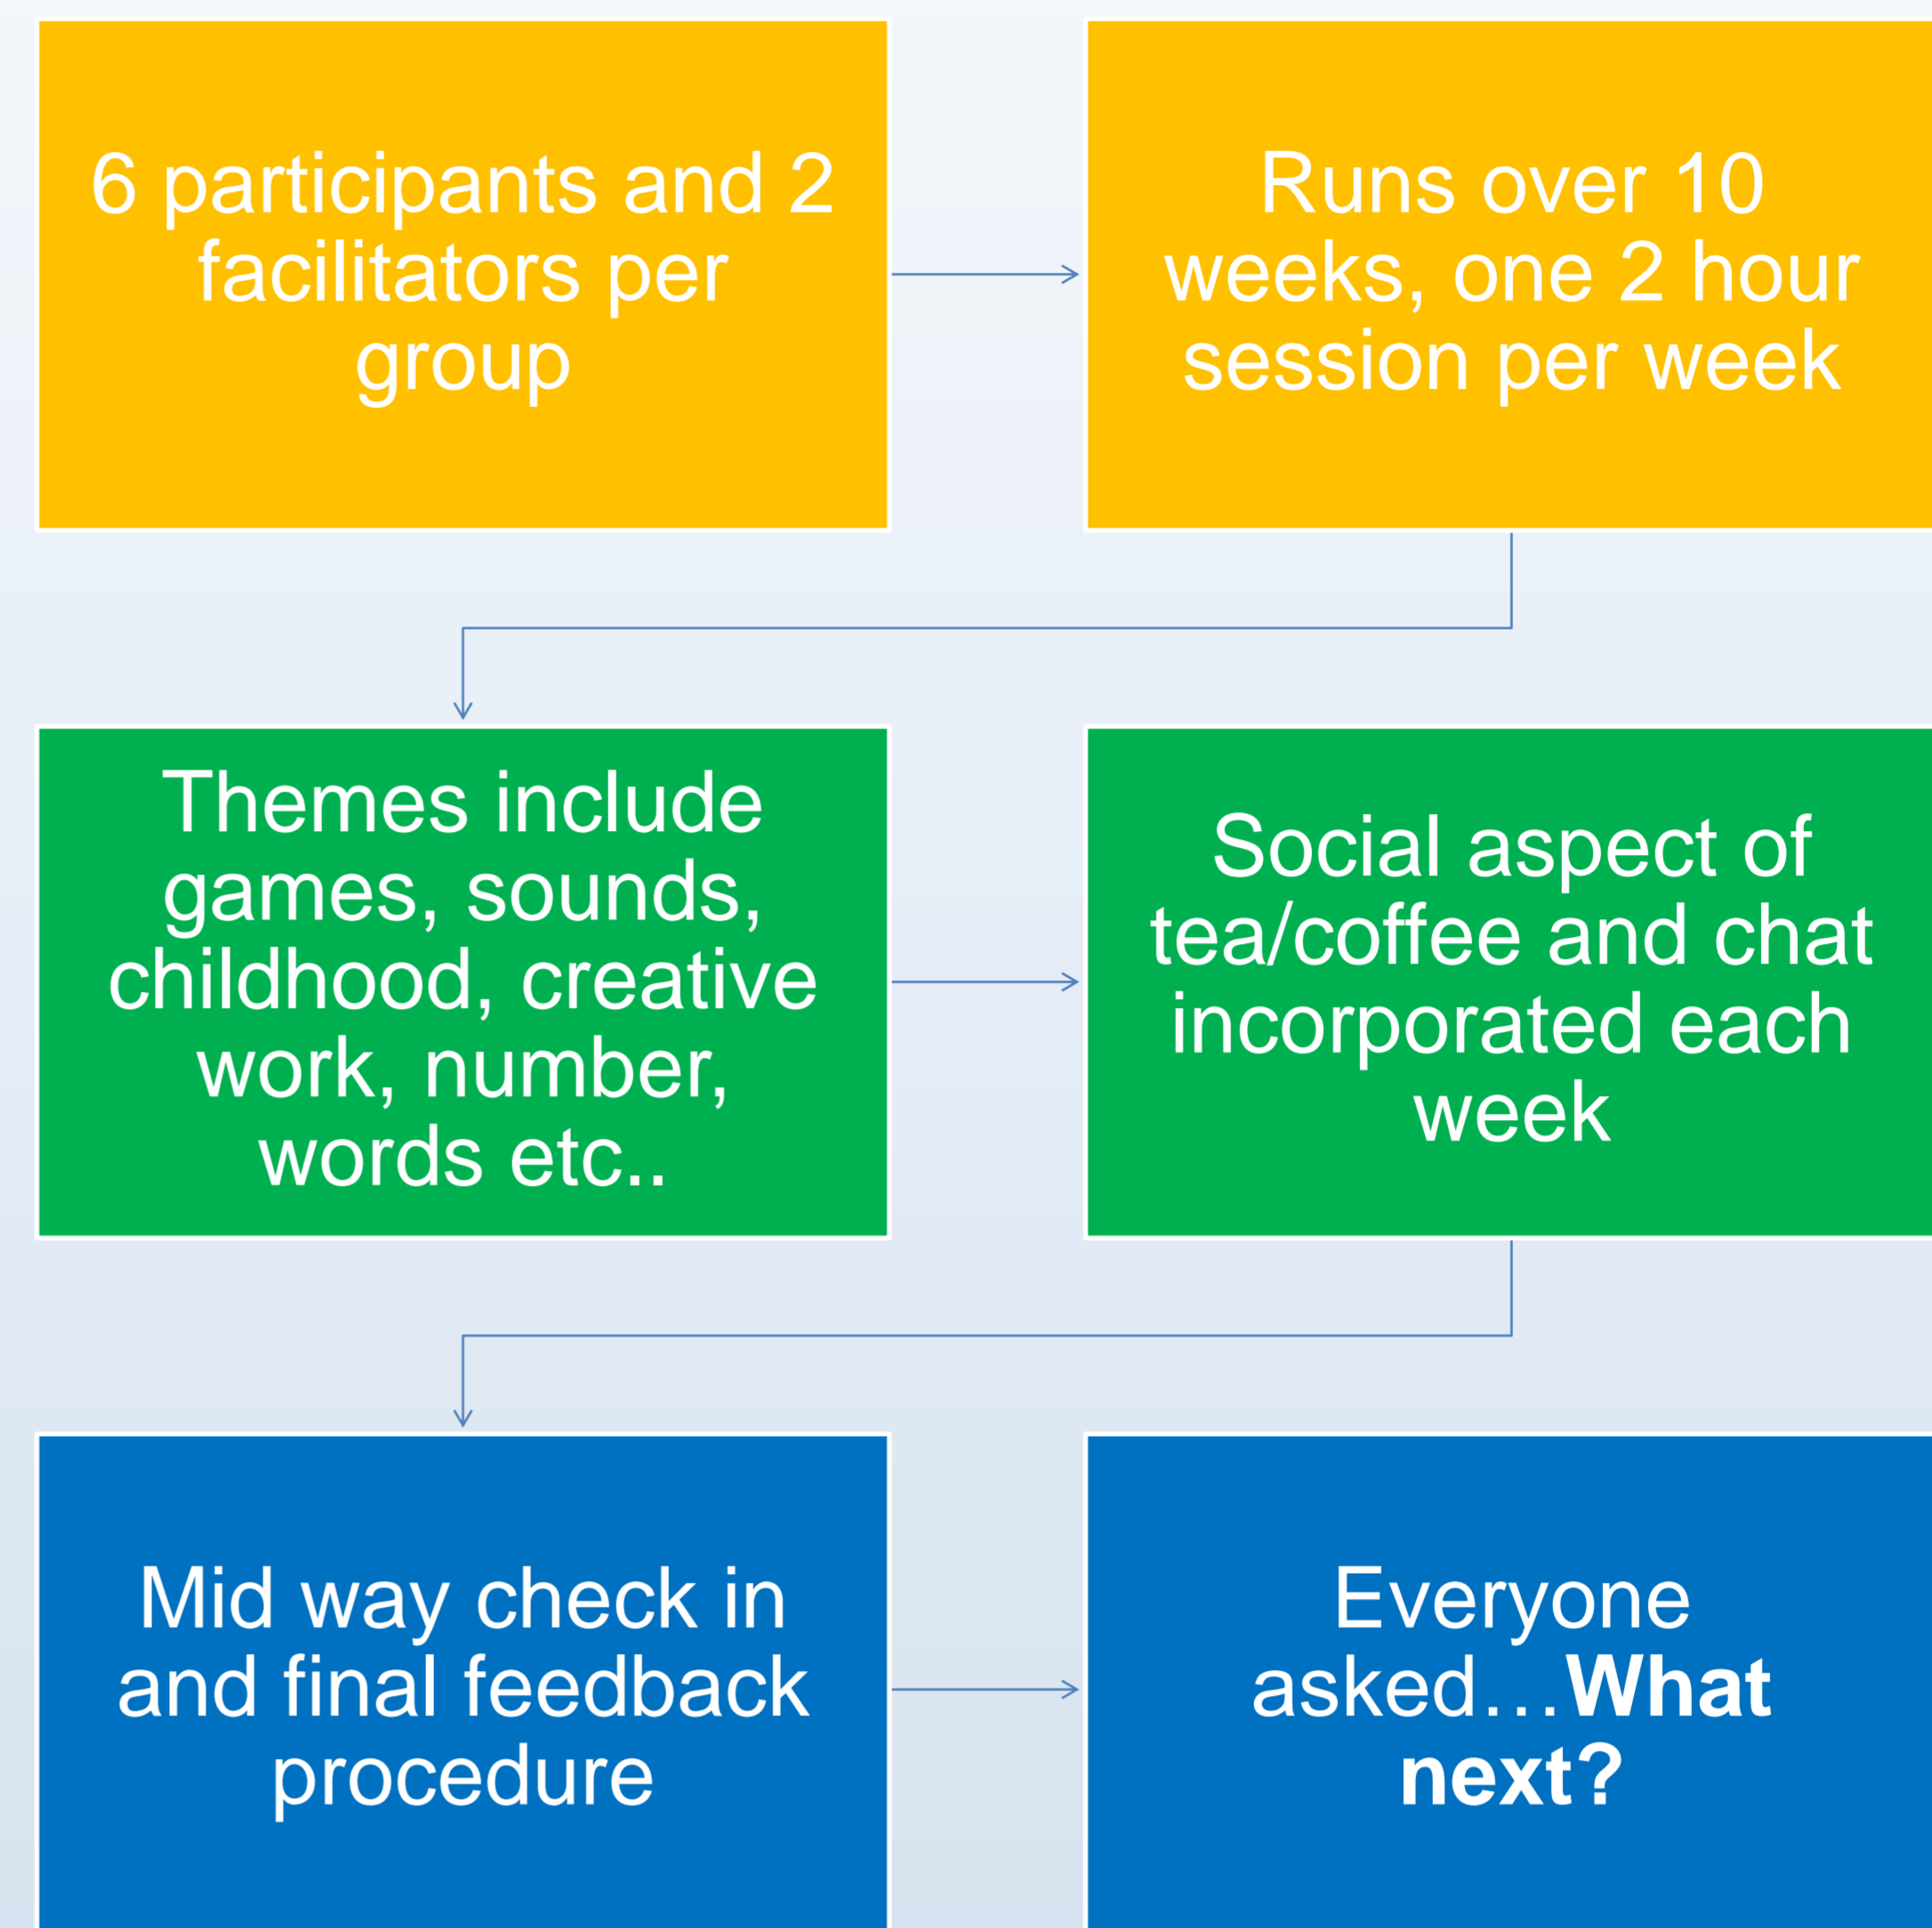 6 participants and 2
facilitators per
group
Runs over 10
weeks, one 2 hour
session per week
Themes include
games, sounds,
childhood, creative
work, number,
words etc..
Social aspect of
tea/coffee and chat
incorporated each
week
Mid way check in
and final feedback
procedure
Everyone
asked…What
next?